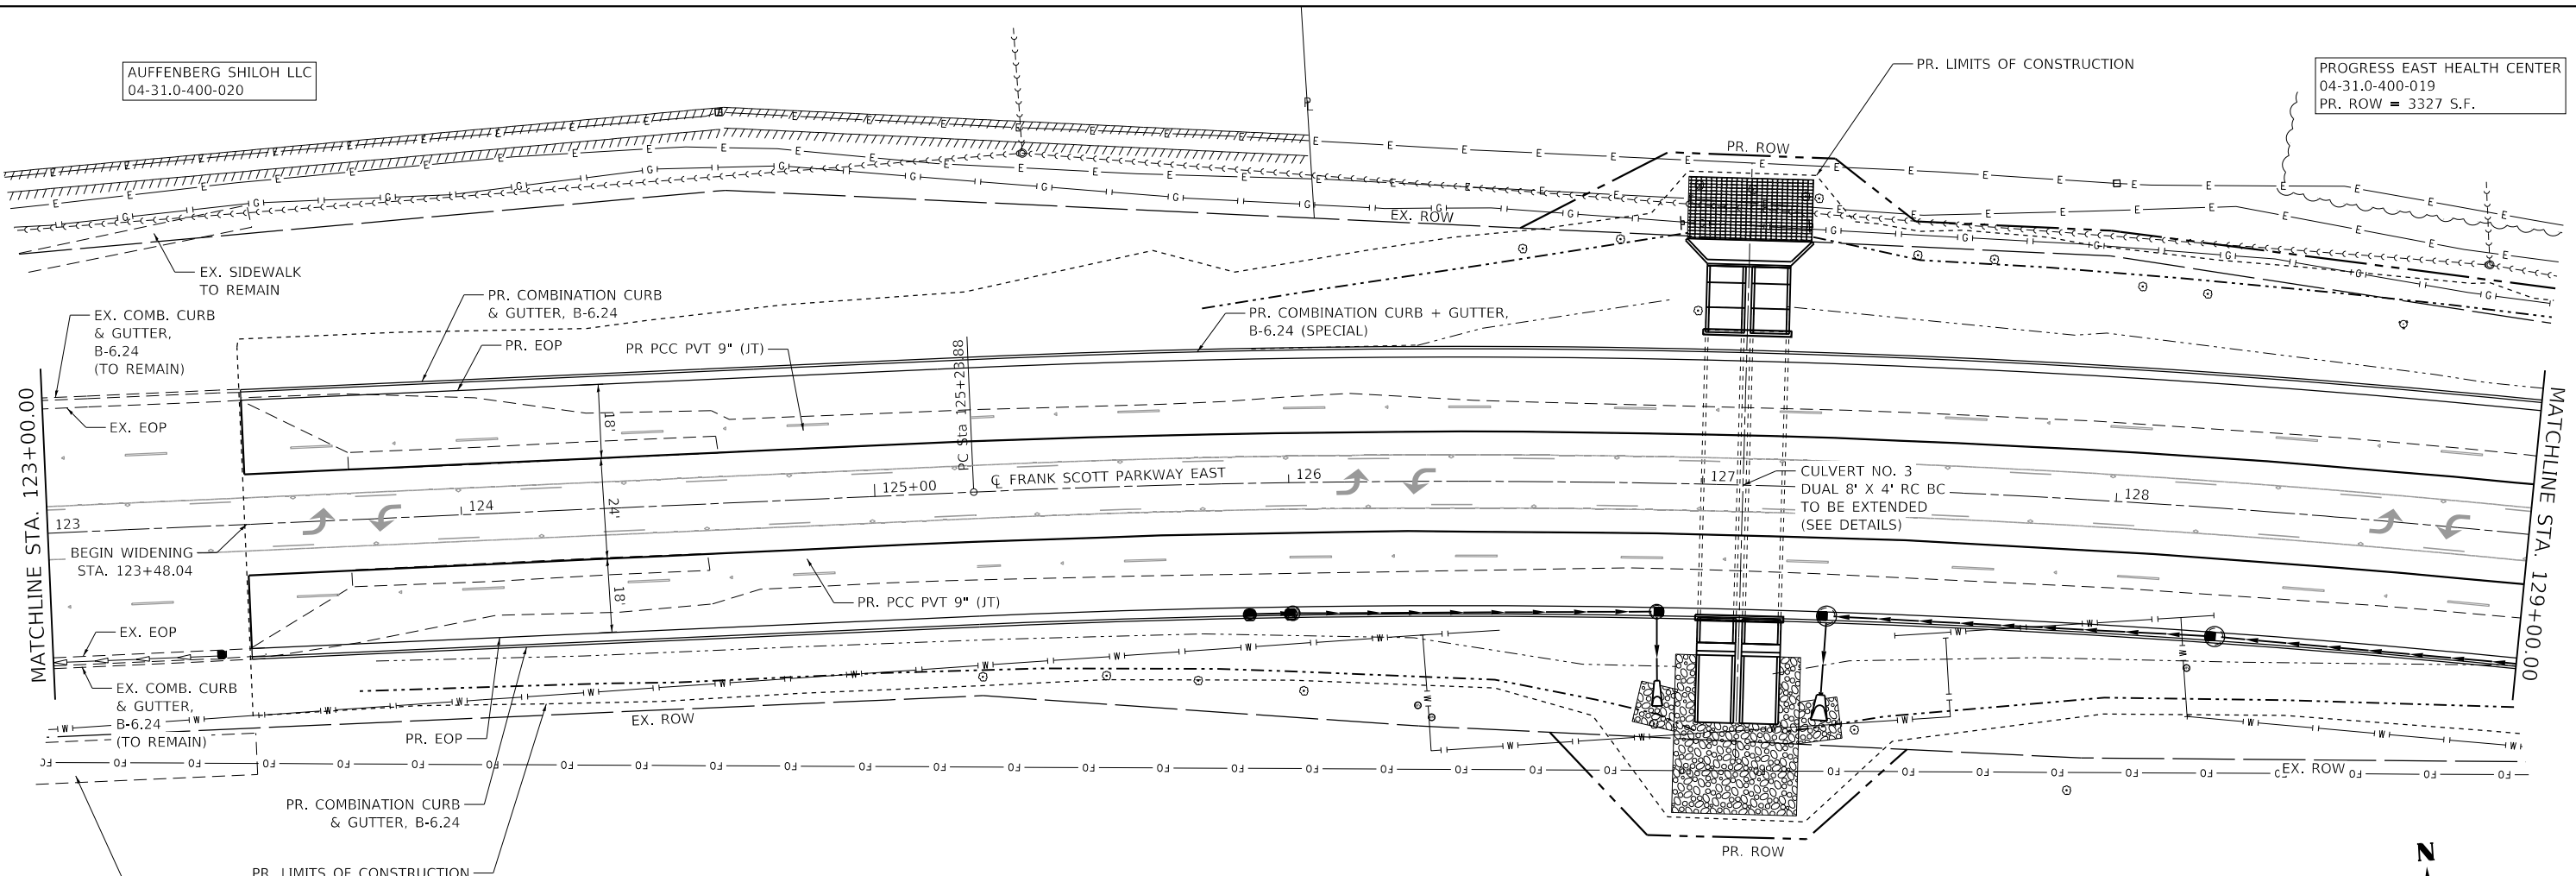 AUFFENBERG SHILOH LLC
04-31.0-400-020
PR. LIMITS OF CONSTRUCTION
PROGRESS EAST HEALTH CENTER
04-31.0-400-019
PR. ROW = 3327 S.F.
PR. ROW
EX. ROW
EX. SIDEWALK
TO REMAIN
PR. COMBINATION CURB
& GUTTER, B-6.24
EX. COMB. CURB
& GUTTER,
B-6.24
(TO REMAIN)
PR. EOP
PR PCC PVT 9" (JT)
PR. COMBINATION CURB + GUTTER,
B-6.24 (SPECIAL)
EX. EOP
MATCHLINE STA. 123+00.00
18'
24'
18'
PC Sta 125+23.88
℄ FRANK SCOTT PARKWAY EAST
123
124
125+00
126
127
128
CULVERT NO. 3
DUAL 8' X 4' RC BC
TO BE EXTENDED
(SEE DETAILS)
MATCHLINE STA. 129+00.00
BEGIN WIDENING
STA. 123+48.04
PR. PCC PVT 9" (JT)
EX. EOP
EX. COMB. CURB
& GUTTER,
B-6.24
(TO REMAIN)
EX. ROW
PR. EOP
EX. ROW
PR. COMBINATION CURB
& GUTTER, B-6.24
PR. ROW
PR. LIMITS OF CONSTRUCTION
N